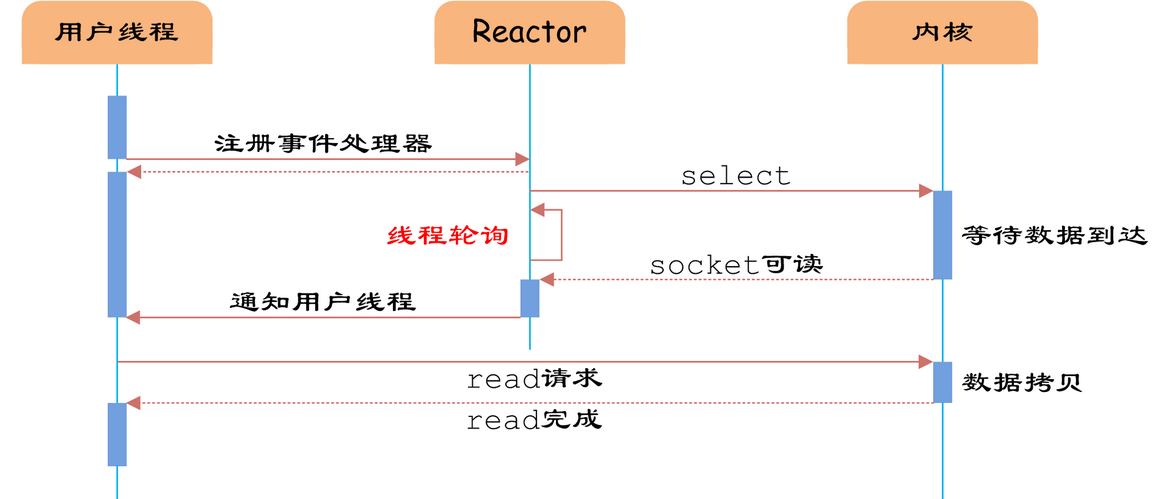 用户线程
Reactor
内核
注册事件处理器
select
线程轮询
等待数据到达
socket可读
通知用户线程
read请求
数据拷贝
read完成